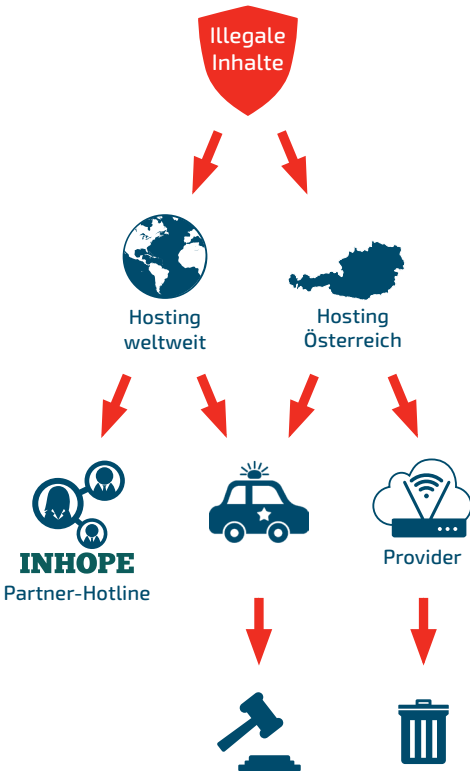 Illegale
Inhalte
Hosting
weltweit
Hosting
Österreich
INHOPE
Partner-Hotline
Provider